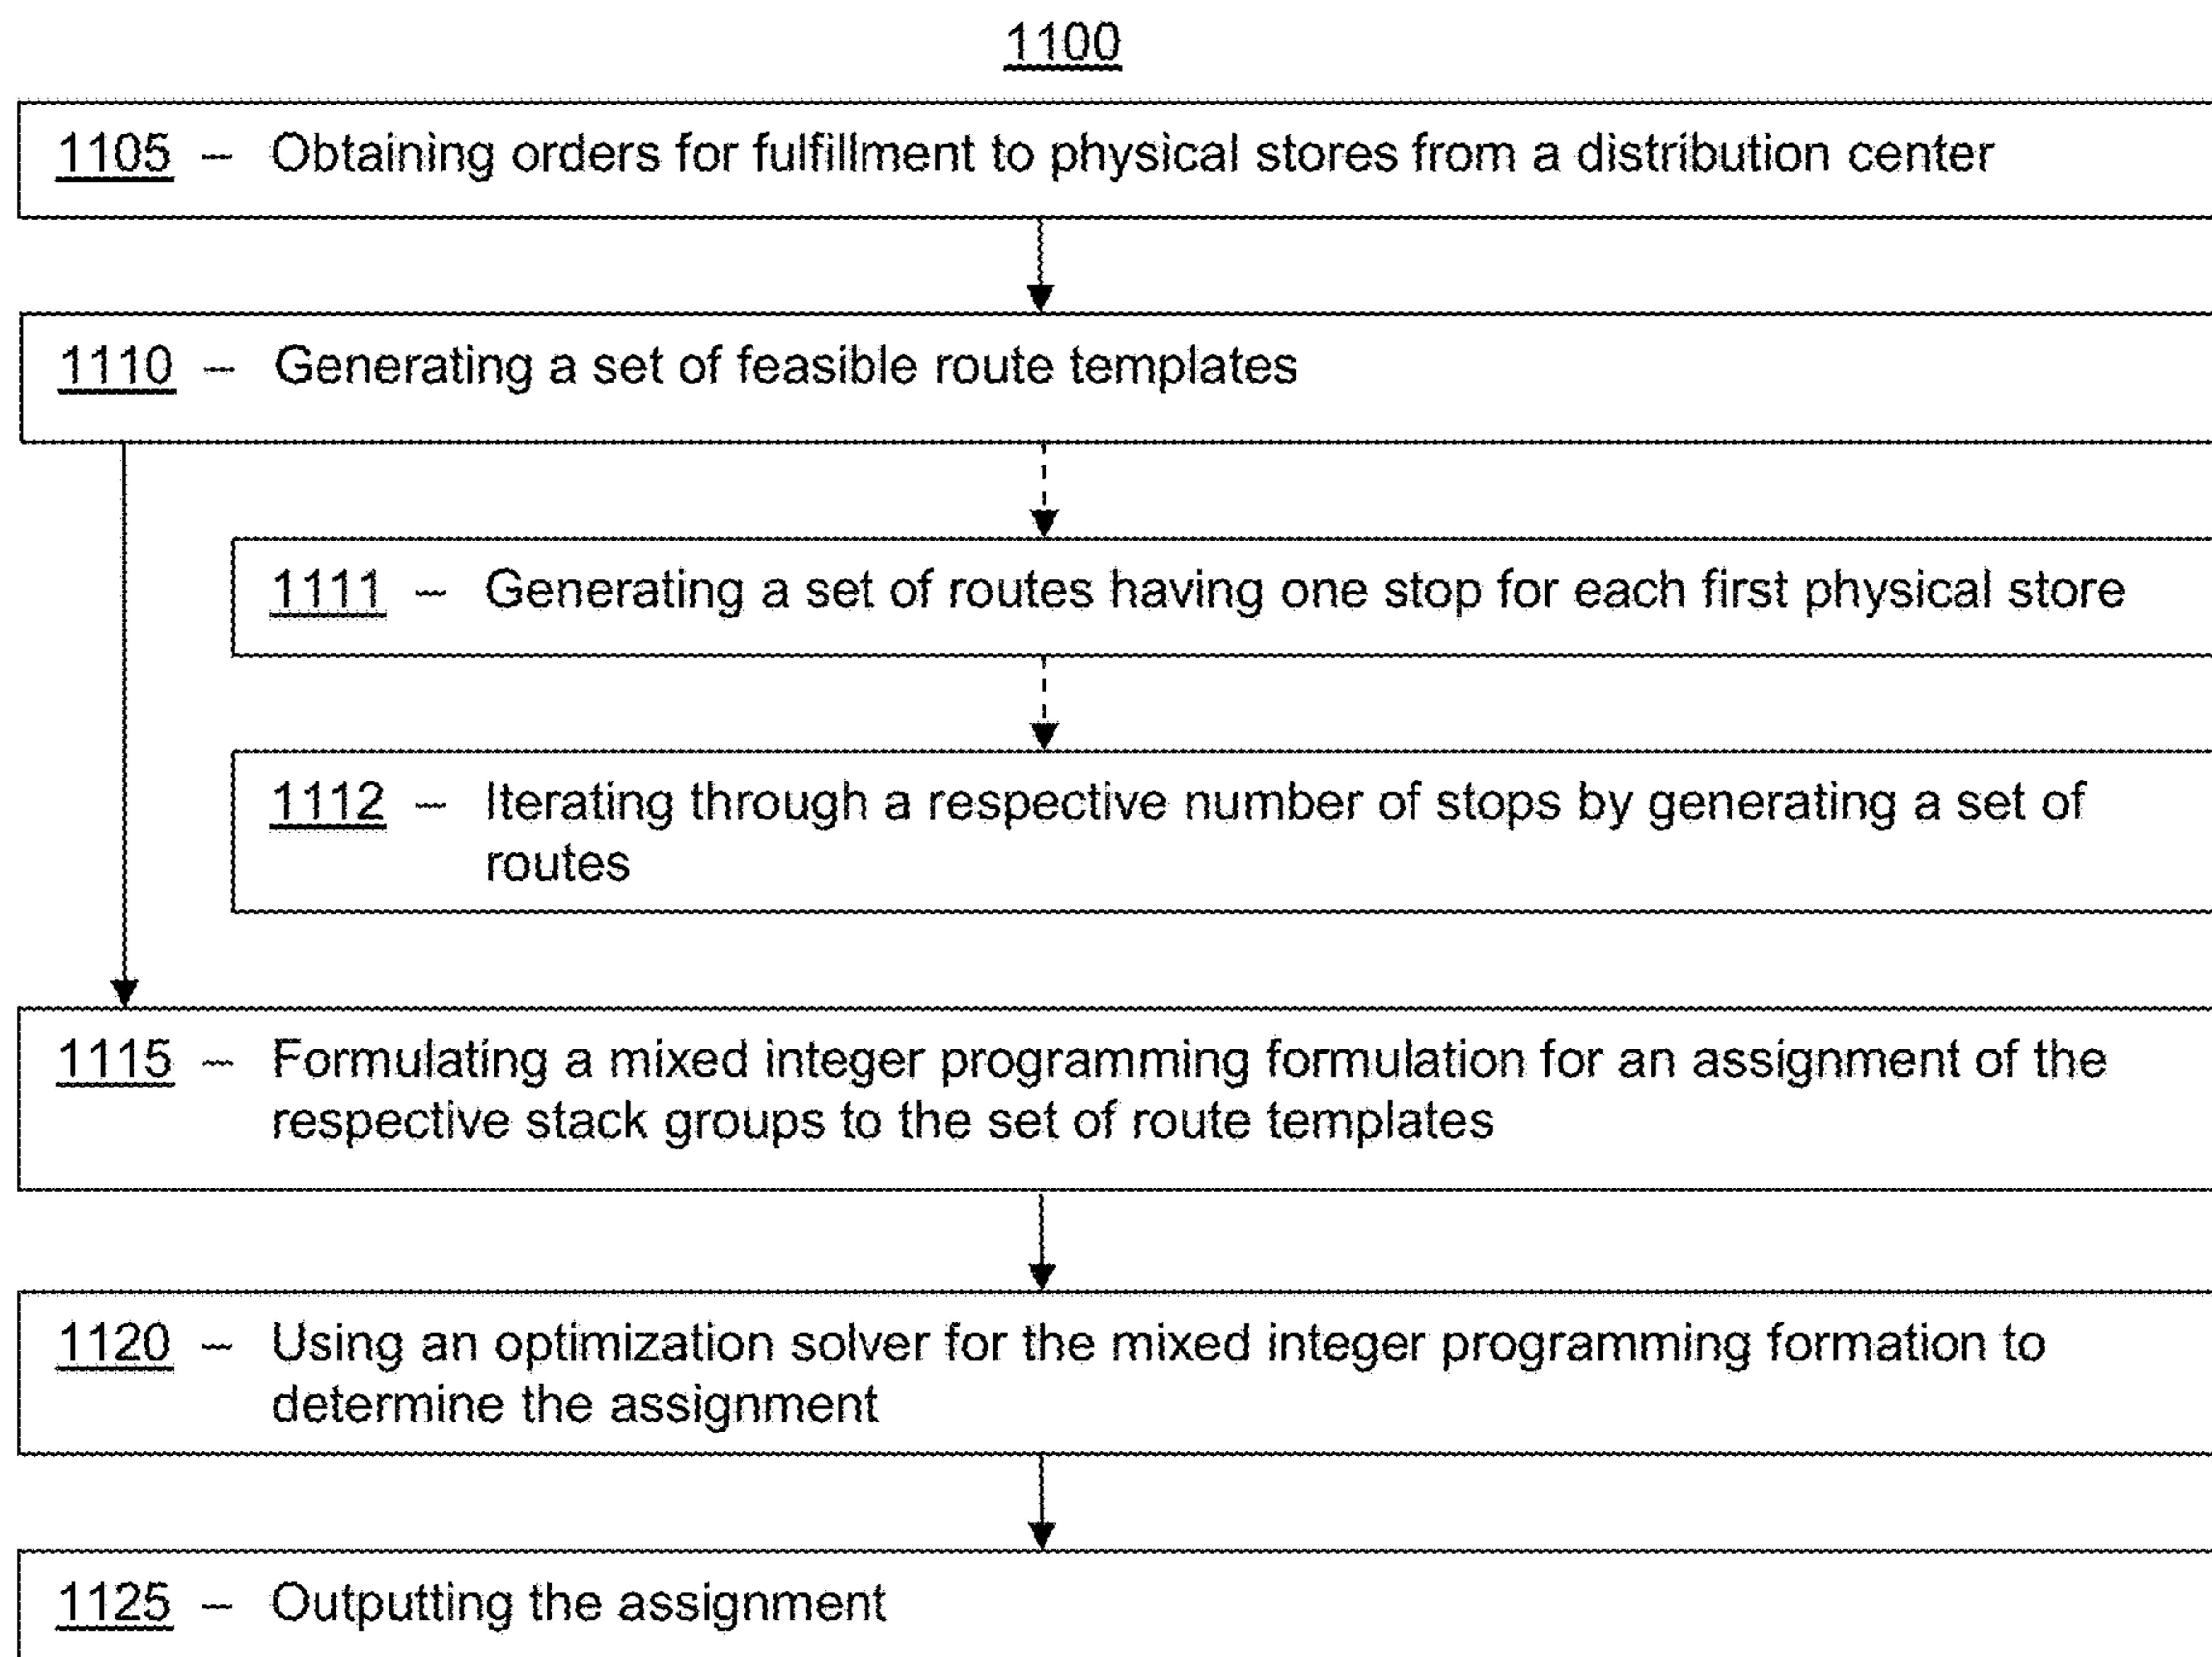 1100
1105 – Obtaining orders for fulfillment to physical stores from a distribution center
1110 – Generating a set of feasible route templates
1111 – Generating a set of routes having one stop for each first physical store
1112 – Iterating through a respective number of stops by generating a set of
routes
1115 – Formulating a mixed integer programming formulation for an assignment of the
respective stack groups to the set of route templates
1120 – Using an optimization solver for the mixed integer programming formation to
determine the assignment
1125 – Outputting the assignment